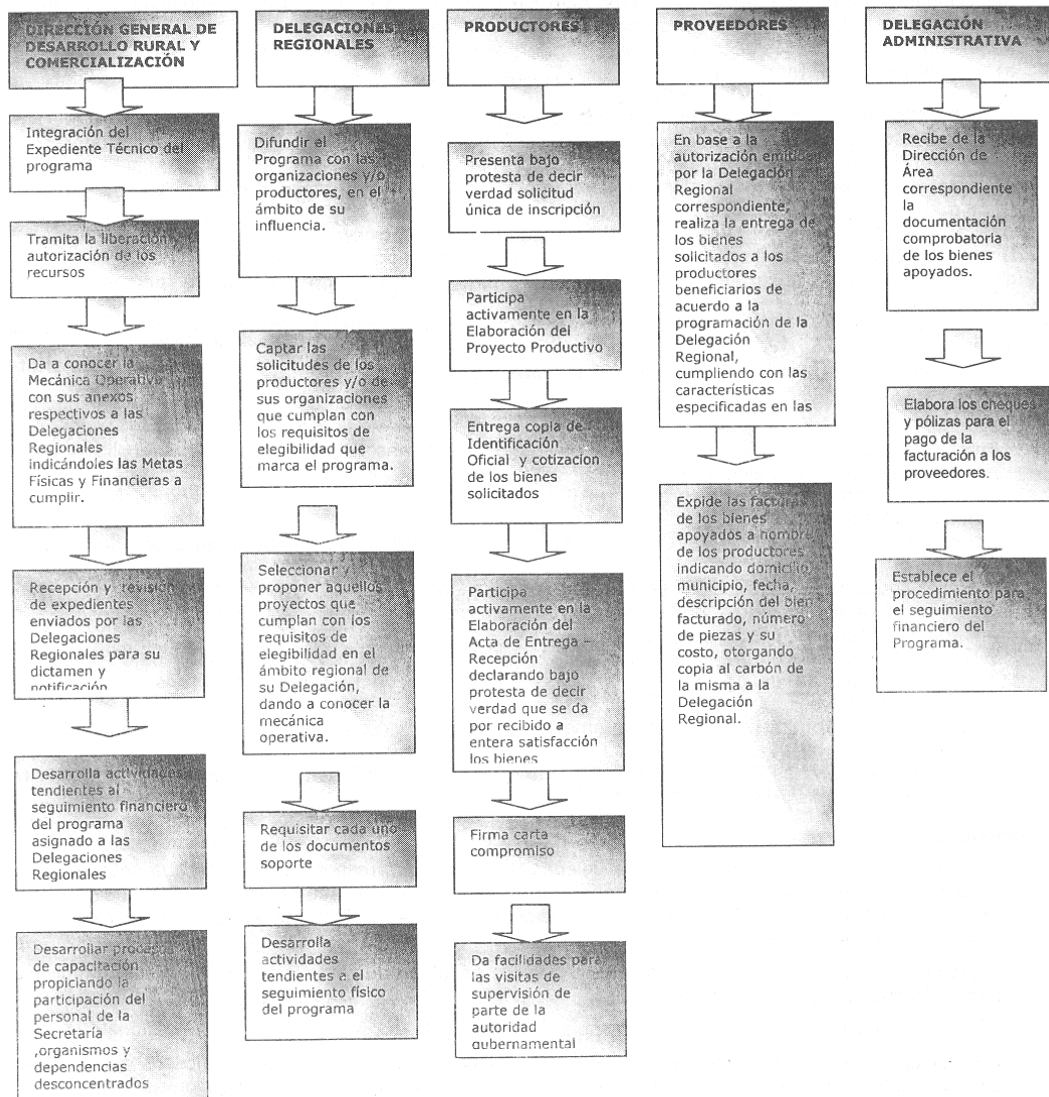 DIRECCIÓN GENERAL DE
DESARROLLO RURAL Y
COMERCIALIZACIÓN
Integración del
Expediente Técnico del
programa
Tramita la liberación y
autorización de los
recursos
Da a conocer la
Mecánica Operativa
con sus anexos
respectivos a las
Delegaciones
Regionales
indicándoles las Metas
Físicas y Financieras a
cumplir.
Recepción y revisión
de expedientes
enviados por las
Delegaciones
Regionales para su
dictamen y
notificación
Desarrolla actividades
tendientes al
seguimiento financiero
del programa
asignado a las
Delegaciones
Regionales
Desarrollar procesos
de capacitación
propiciando la
participación del
personal de la
Secretaría
,organismos y
dependencias
desconcentrados
DELEGACIONES
REGIONALES
Difundir el
Programa con las
organizaciones y/o
productores, en el
ámbito de su
influencia.
Captar las
solicitudes de los
productores y/o de
sus organizaciones
que cumplan con
los requisitos de
elegibilidad que
marca el programa.
Seleccionar y
proponer aquellos
proyectos que
cumplan con los
requisitos de
elegibilidad en el
ámbito regional de
su Delegación,
dando a conocer la
mecánica
operativa.
Requisitar cada uno
de los documentos
soporte
Desarrolla
actividades
tendientes a el
seguimiento físico
del programa
PRODUCTORES
Presenta bajo
protesta de decir
verdad solicitud
única de inscripción
Participa
activamente en la
Elaboración del
Proyecto Productivo
Entrega copia de
Identificación
Oficial y cotizacion
de los bienes
solicitados
Participa
activamente en la
Elaboración del
Acta de Entrega –
Recepción
declarando bajo
protesta de decir
verdad que se da
por recibido a
entera satisfacción
los bienes
Firma carta
compromiso
Da facilidades para
las visitas de
supervisión de
parte de la
autoridad
gubernamental
PROVEEDORES
En base a la
autorización emitida
por la Delegación
Regional
correspondiente,
realiza la entrega de
los bienes
solicitados a los
productores
beneficiarios de
acuerdo a la
programación de la
Delegación
Regional,
cumpliendo con las
características
especificadas en las
Expide las facturas
de los bienes
apoyados a nombre
de los productores
indicando domicilio,
municipio, fecha,
descripción del bien
facturado, número
de piezas y su
costo, otorgando
copia al carbón de
la misma a la
Delegación
Regional.
DELEGACIÓN
ADMINISTRATIVA
Recibe de la
Dirección de
Área
correspondiente
la
documentación
comprobatoria
de los bienes
apoyados.
Elabora los cheques
y pólizas para el
pago de la
facturación a los
proveedores.
Establece el
procedimiento para
el seguimiento
financiero del
Programa.